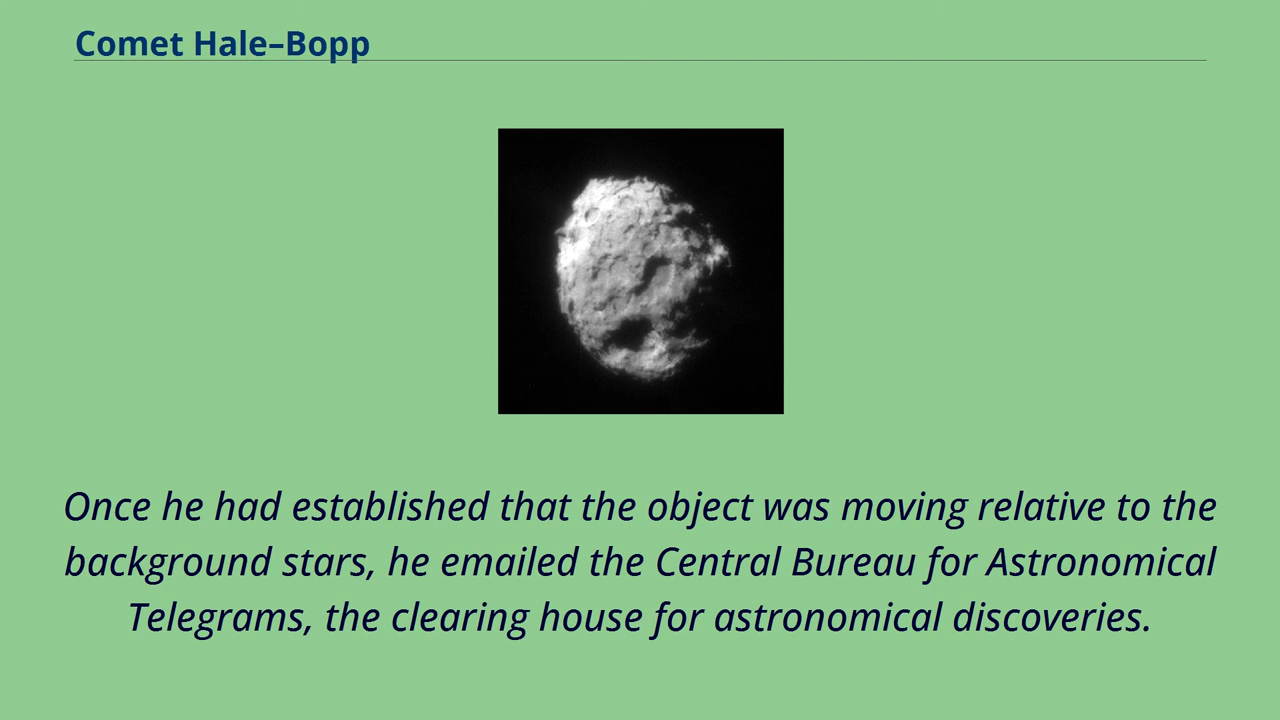 Comet Hale–Bopp
Once he had established that the object was moving relative to the
background stars, he emailed the Central Bureau for Astronomical
Telegrams, the clearing house for astronomical discoveries.